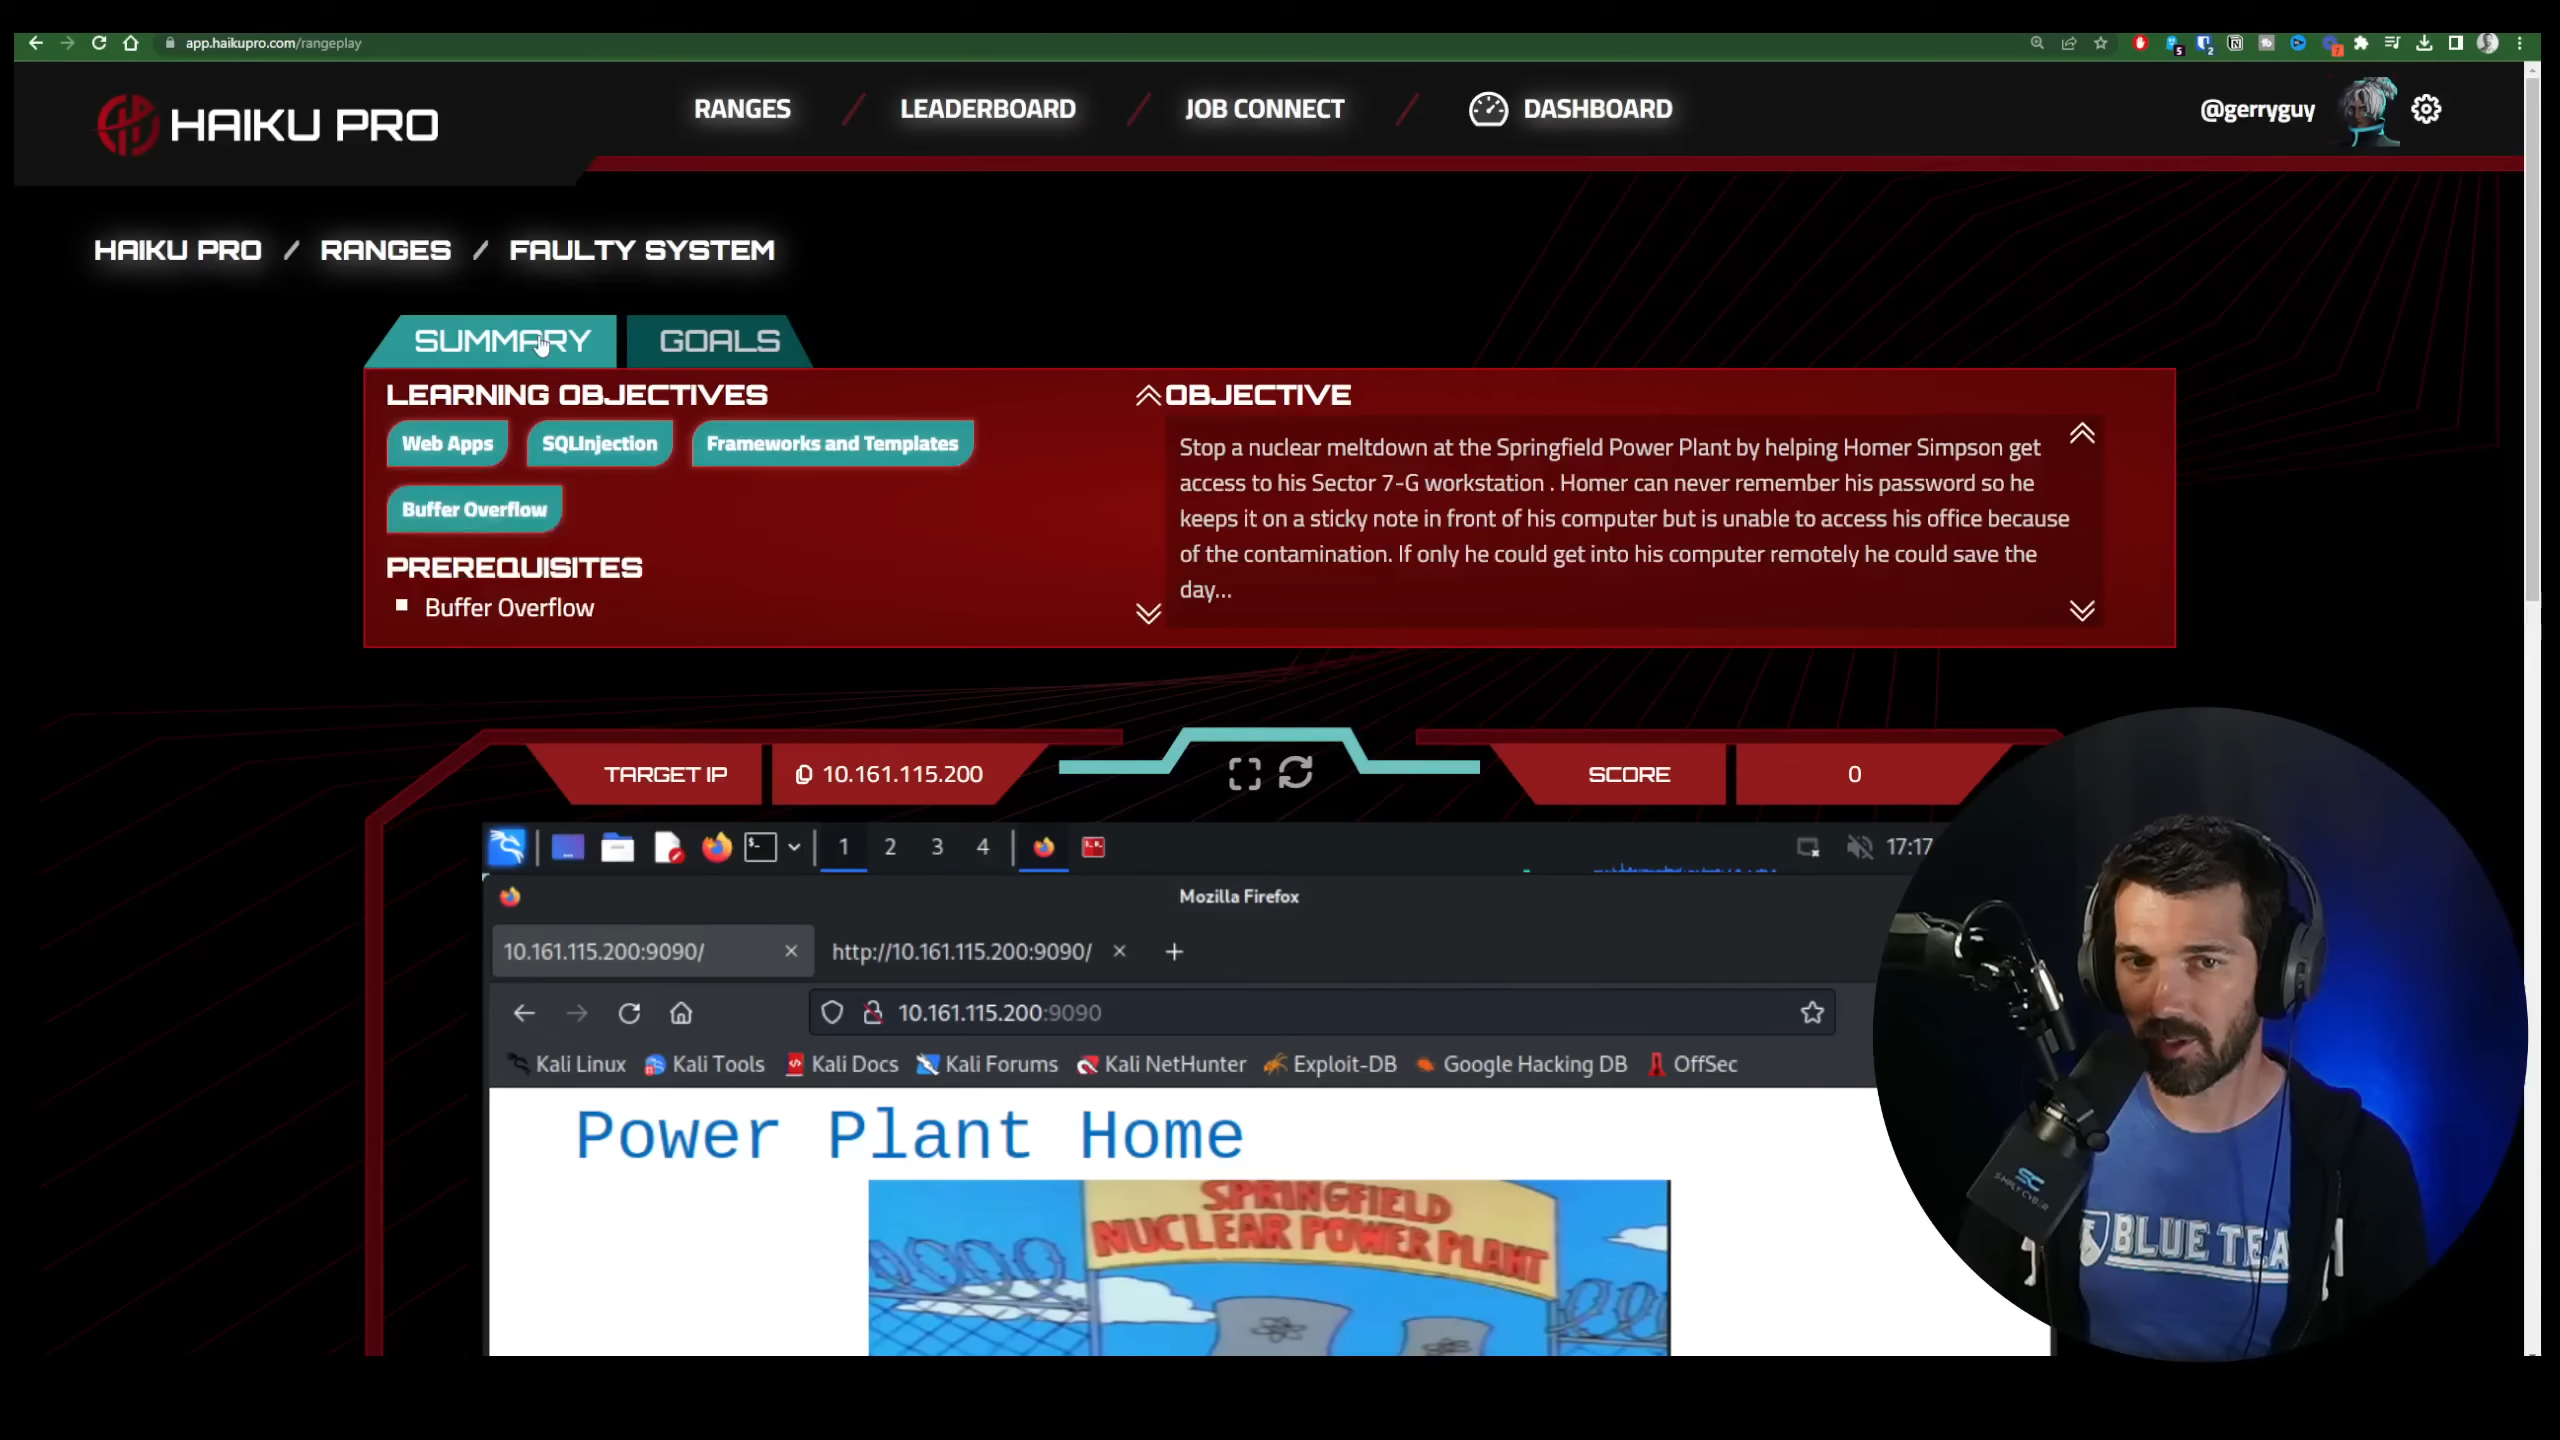 app.haikupro.com/rangeplay
5 2 7
HAIKU PRO
RANGES / LEADERBOARD / JOB CONNECT / DASHBOARD
@gerryguy
HAIKU PRO / RANGES / FAULTY SYSTEM
SUMMARY GOALS
LEARNING OBJECTIVES
Web Apps SQLInjection Frameworks and Templates
Buffer Overflow
PREREQUISITES
Buffer Overflow
OBJECTIVE
Stop a nuclear meltdown at the Springfield Power Plant by helping Homer Simpson get
access to his Sector 7-G workstation . Homer can never remember his password so he
keeps it on a sticky note in front of his computer but is unable to access his office because
of the contamination. If only he could get into his computer remotely he could save the
day...
TARGET IP 10.161.115.200
SCORE 0
1 2 3 4 17:17
Mozilla Firefox
10.161.115.200:9090/ http://10.161.115.200:9090/
10.161.115.200:9090
Kali Linux Kali Tools Kali Docs Kali Forums Kali NetHunter Exploit-DB Google Hacking DB OffSec
Power Plant Home
SPRINGFIELD
NUCLEAR POWER PLANT
SC
SIMPLY CYBER
BLUE TEA